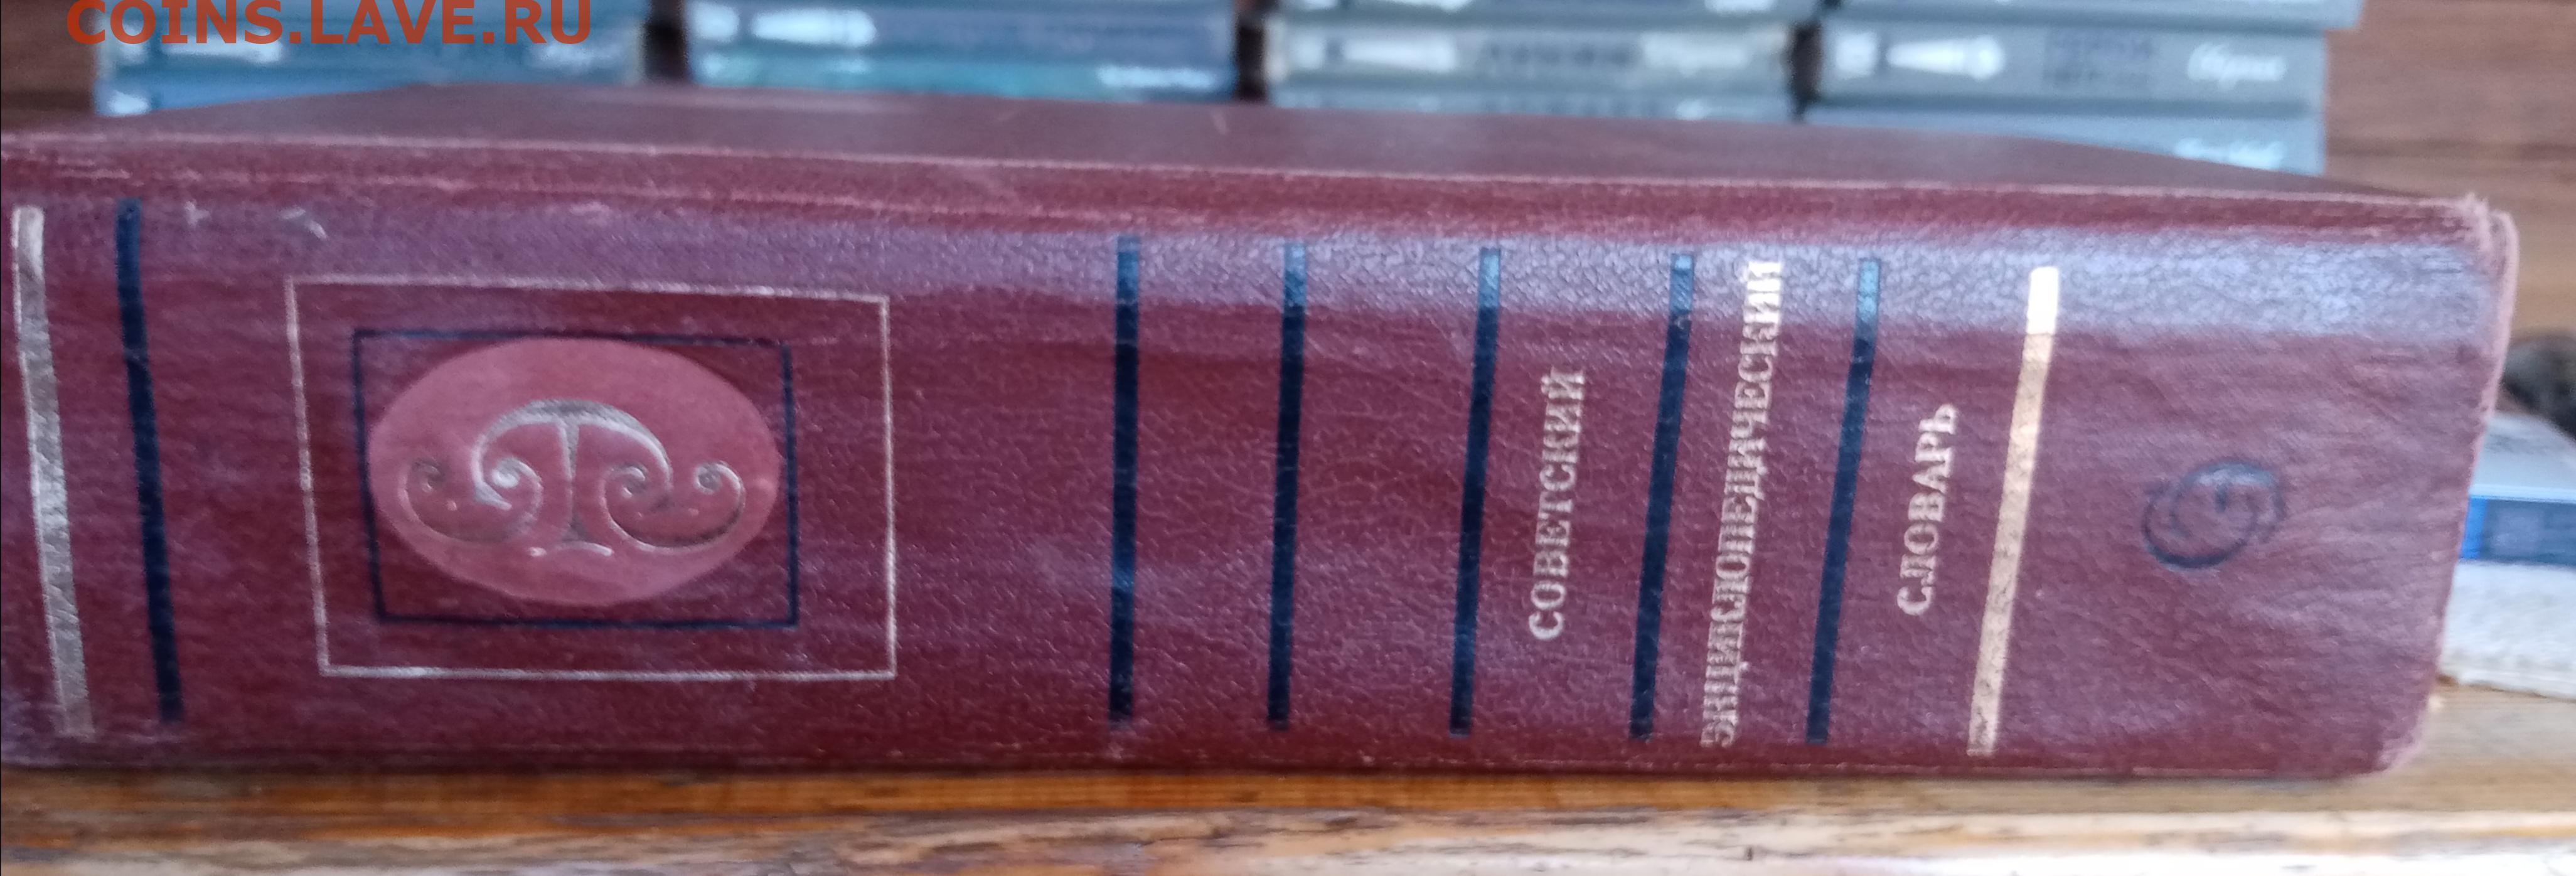 COINS.LAVE.RU
СОВЕТСКИЙ
ЭНЦИКЛОПЕДИЧЕСКИЙ
СЛОВАРЬ